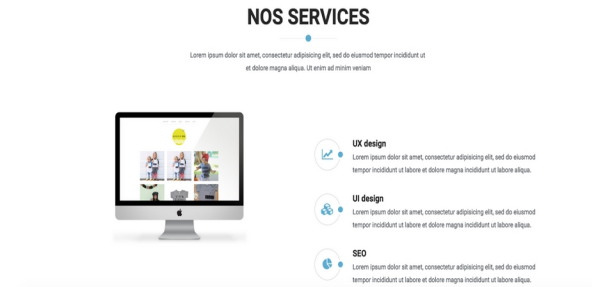 NOS SERVICES
Lorem ipsum dolor sit amet, consectetur adipisicing elit, sed do eiusmod tempor incididunt ut
et dolore magna aliqua. Ut enim ad minim veniam
UX design
Lorem ipsum dolor sit amet, consectetur adipisicing elit, sed do eiusmod
tempor incididunt ut labore et dolore magna incididunt ut labore aliqua.
UI design
Lorem ipsum dolor sit amet, consectetur adipisicing elit, sed do eiusmod
tempor incididunt ut labore et dolore magna incididunt ut labore aliqua.
SEO
Lorem ipsum dolor sit amet, consectetur adipisicing elit, sed do eiusmod
tempor incididunt ut labore et dolore magna incididunt ut labore aliqua.